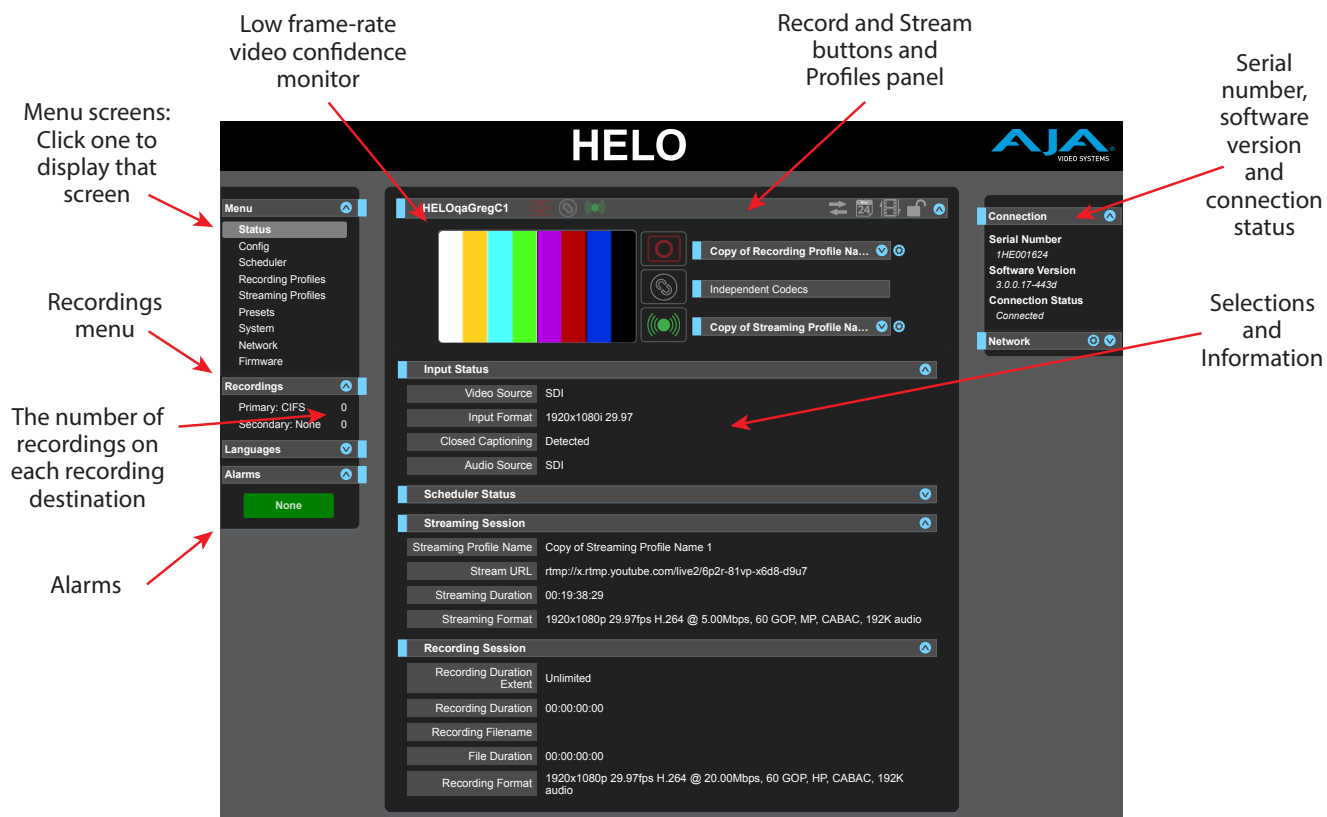 Low frame-rate
video confidence
monitor
Record and Stream
buttons and
Profiles panel
Serial
number,
software
version
and
connection
status
Menu screens:
Click one to
display that
screen
Recordings
menu
The number of
recordings on
each recording
destination
Alarms
Selections
and
Information
HELO
AJA
VIDEO SYSTEMS
Menu
Status
Config
Scheduler
Recording Profiles
Streaming Profiles
Presets
System
Network
Firmware
Recordings
Primary: CIFS 0
Secondary: None 0
Languages
Alarms
None
HELOqaGregC1
24
Copy of Recording Profile Na...
Independent Codecs
Copy of Streaming Profile Na...
Input Status
Video Source SDI
Input Format 1920x1080i 29.97
Closed Captioning Detected
Audio Source SDI
Scheduler Status
Streaming Session
Streaming Profile Name Copy of Streaming Profile Name 1
Stream URL rtmp://x.rtmp.youtube.com/live2/6p2r-81vp-x6d8-d9u7
Streaming Duration 00:19:38:29
Streaming Format 1920x1080p 29.97fps H.264 @ 5.00Mbps, 60 GOP, MP, CABAC, 192K audio
Recording Session
Recording Duration
Extent Unlimited
Recording Duration 00:00:00:00
Recording Filename
File Duration 00:00:00:00
Recording Format 1920x1080p 29.97fps H.264 @ 20.00Mbps, 60 GOP, HP, CABAC, 192K
audio
Connection
Serial Number
1HE001624
Software Version
3.0.0.17-443d
Connection Status
Connected
Network